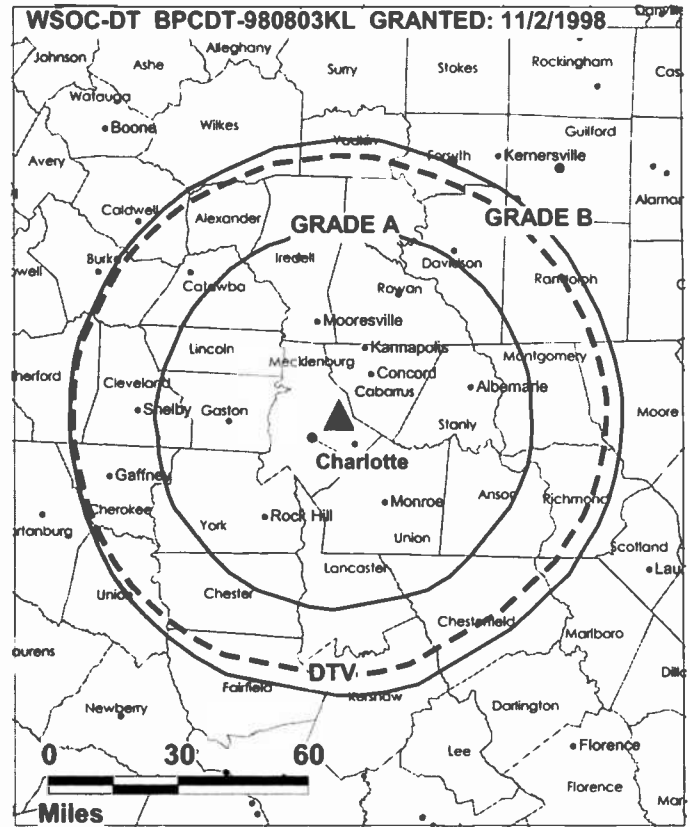 WSOC-DT BPCDT-980803KL GRANTED: 11/2/1998
Johnson
Ashe
Alleghany
Surry
Stokes
Rockingham
Cas
Watauga
Boone
Wilkes
Yadkin
Forsyth
Kernersville
Guilford
Avery
Caldwell
Alexander
GRADE A
GRADE B
Alamar
Burke
Catawba
Iredell
Davidson
Randolph
Rowan
Mooresville
Lincoln
Mecklenburg
Kannapolis
Montgomery
Concord
Cabarrus
Albemarle
Cleveland
Shelby
Gaston
Stanly
Moore
Charlotte
Gaffney
Cherokee
York
Rock Hill
Monroe
Anson
Richmond
Union
Scotland
Lau
Lancaster
Union
Chester
Chesterfield
Marlboro
DTV
Fairfield
Kershaw
Newberry
Darlington
Lee
Florence
Florence
0 30 60
Miles